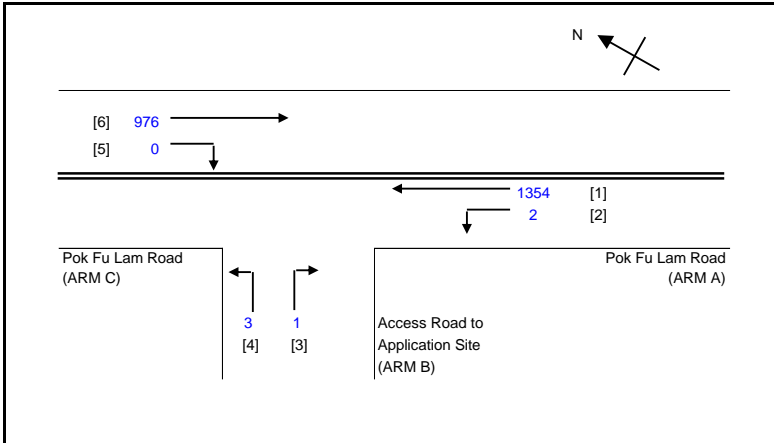 N
[6] 976
[5] 0
1354 [1]
2 [2]
Pok Fu Lam Road
(ARM C)
Pok Fu Lam Road
(ARM A)
3 1
[4] [3]
Access Road to
Application Site
(ARM B)